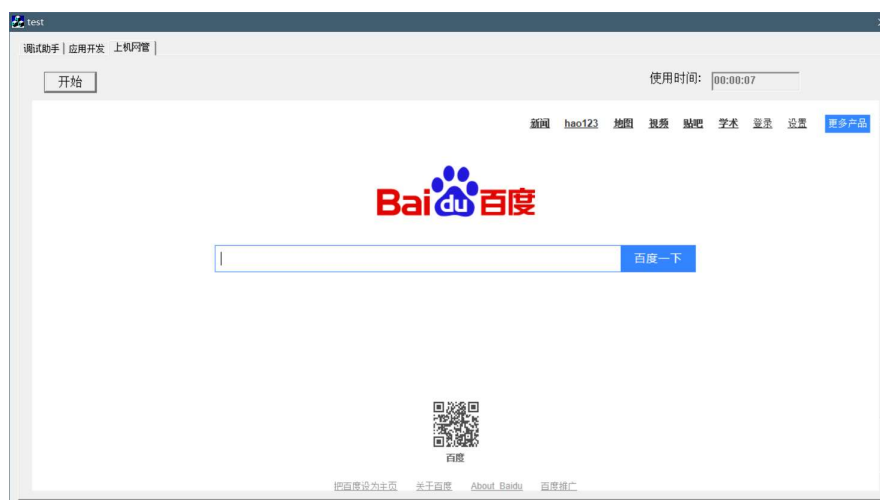 test
调试助手 应用开发 上机网管
开始 使用时间: 00:00:07
新闻 hao123 地图 视频 贴吧 学术 登录 设置 更多产品
Baidu百度
百度一下
百度
把百度设为主页 关于百度 About Baidu 百度推广